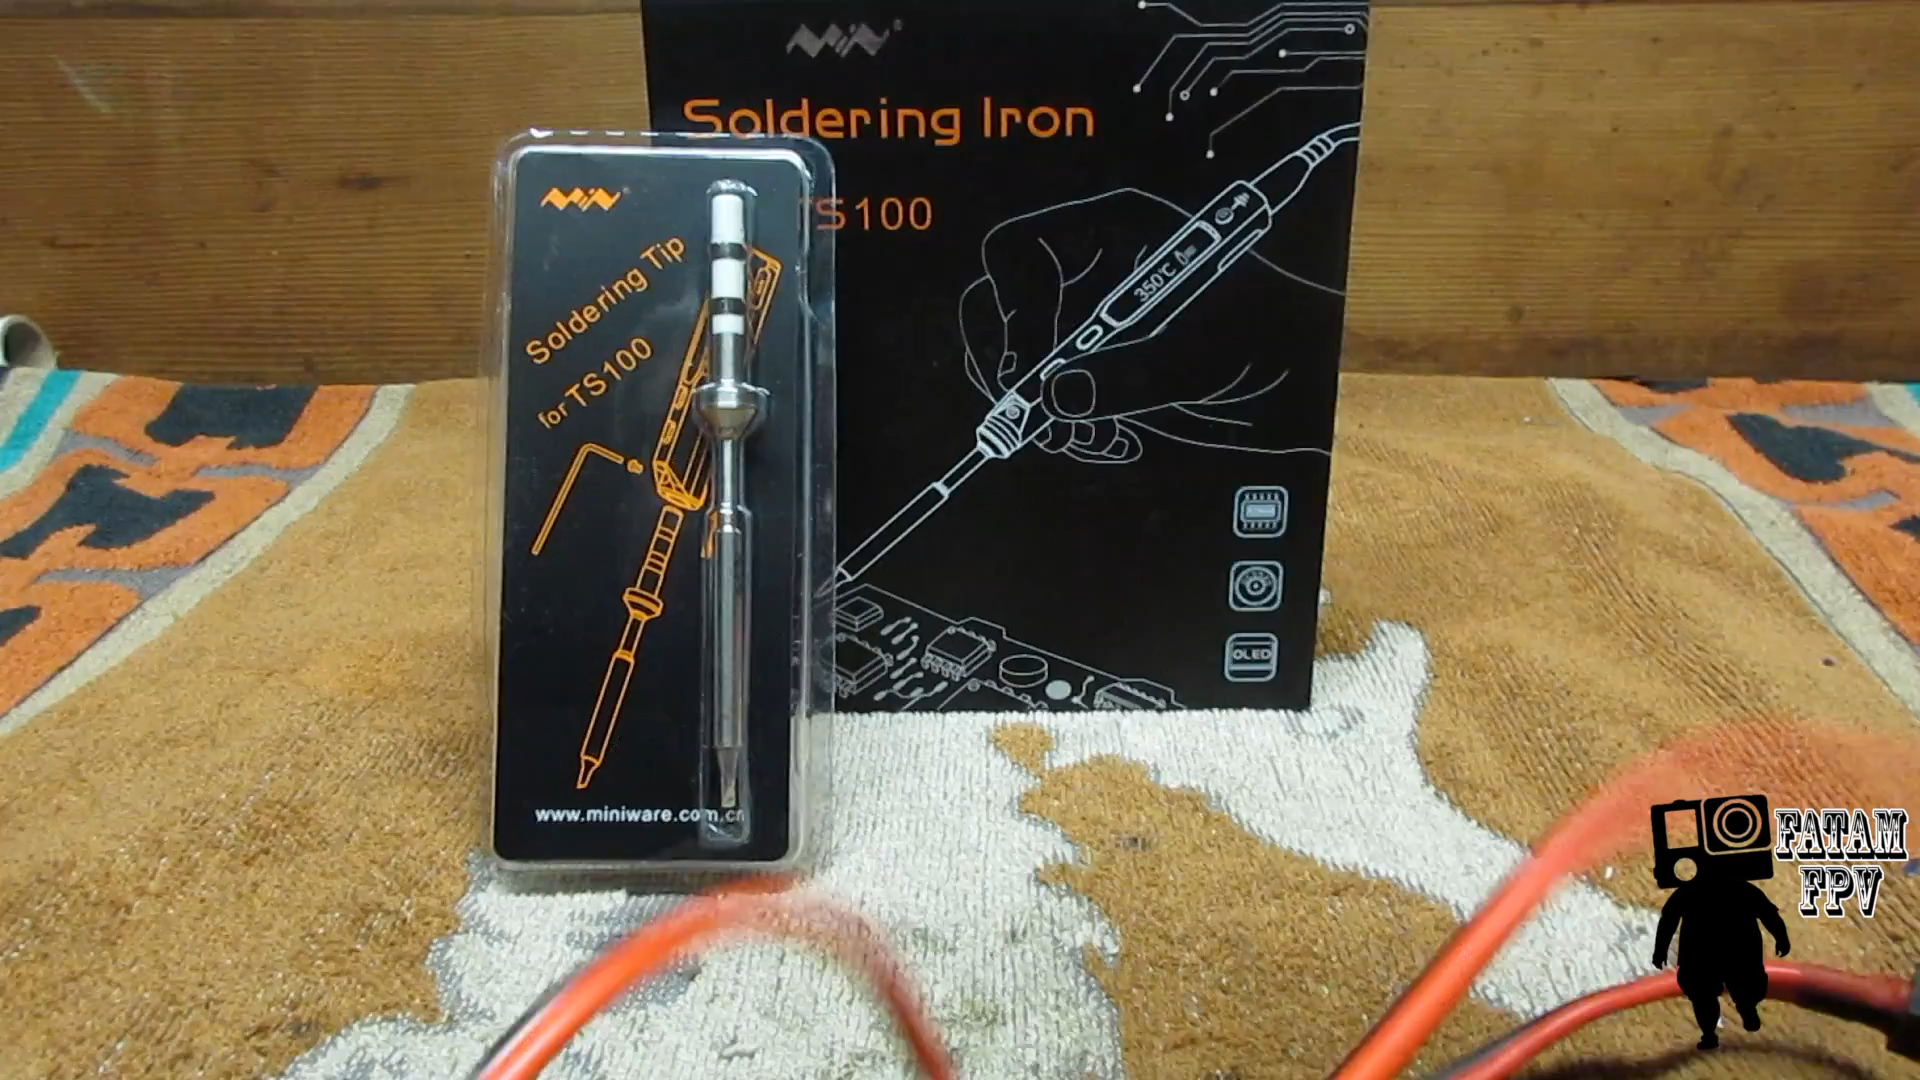 MiNi
Soldering Iron
TS100
350°C
OLED
MiNi
Soldering Tip
for TS100
www.miniware.com.cn
FATAM
FPV